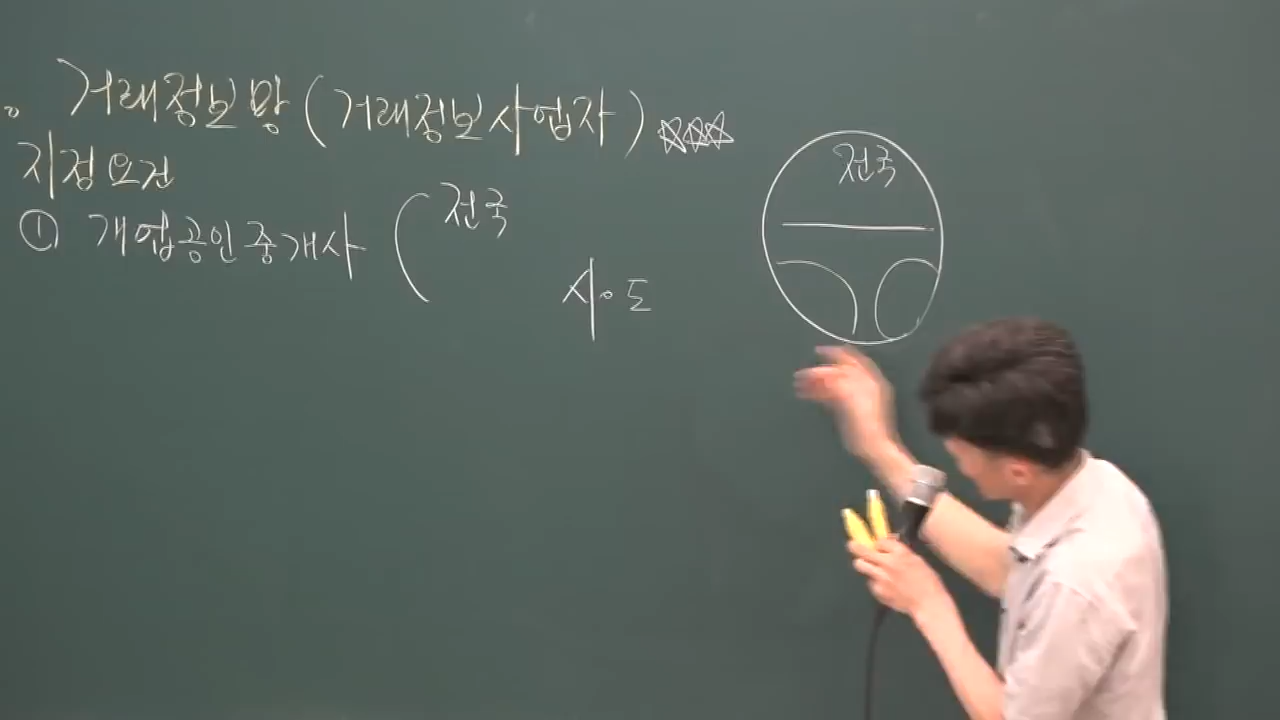 거래정보망 (거래정보사업자) ☆☆☆
지정요건
① 개업공인중개사 ( 전국
시·도
전국